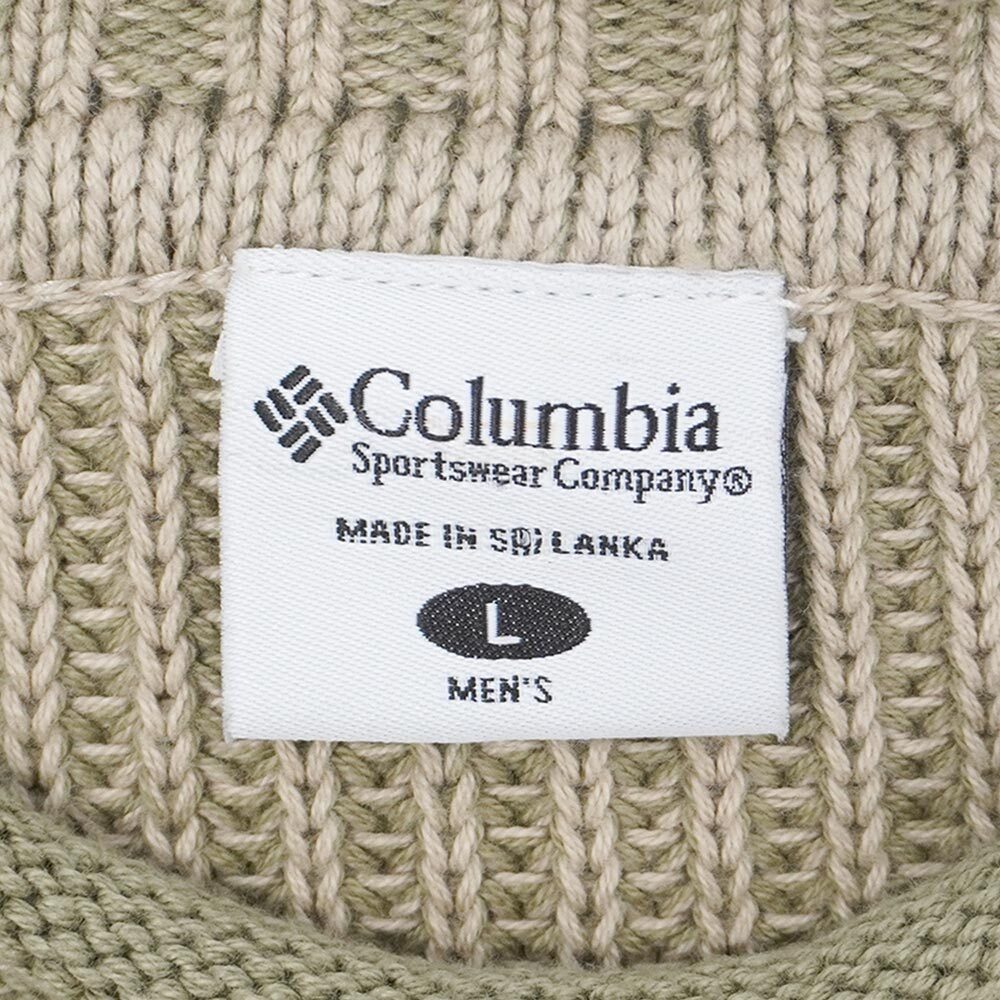 Columbia
Sportswear Company®
MADE IN SRI LANKA
L
MEN'S